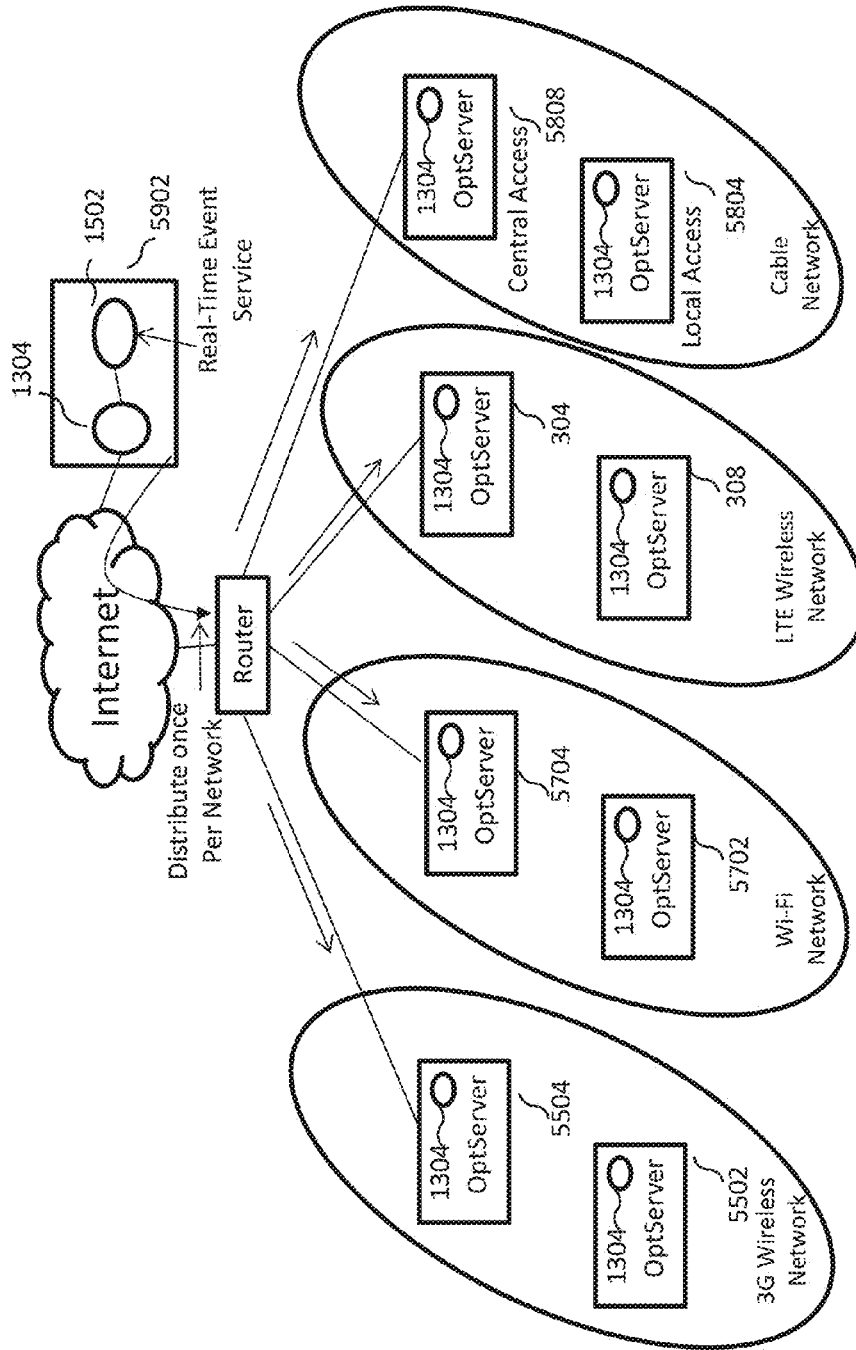 1304
1502
5902
Real-Time Event
Service
Internet
Distribute once
Per Network
Router
1304
OptServer
5504
1304
OptServer
5502
3G Wireless
Network
1304
OptServer
5704
1304
OptServer
5702
Wi-Fi
Network
1304
OptServer
304
1304
OptServer
308
LTE Wireless
Network
1304
OptServer
Central Access
5808
1304
OptServer
Local Access
5804
Cable
Network